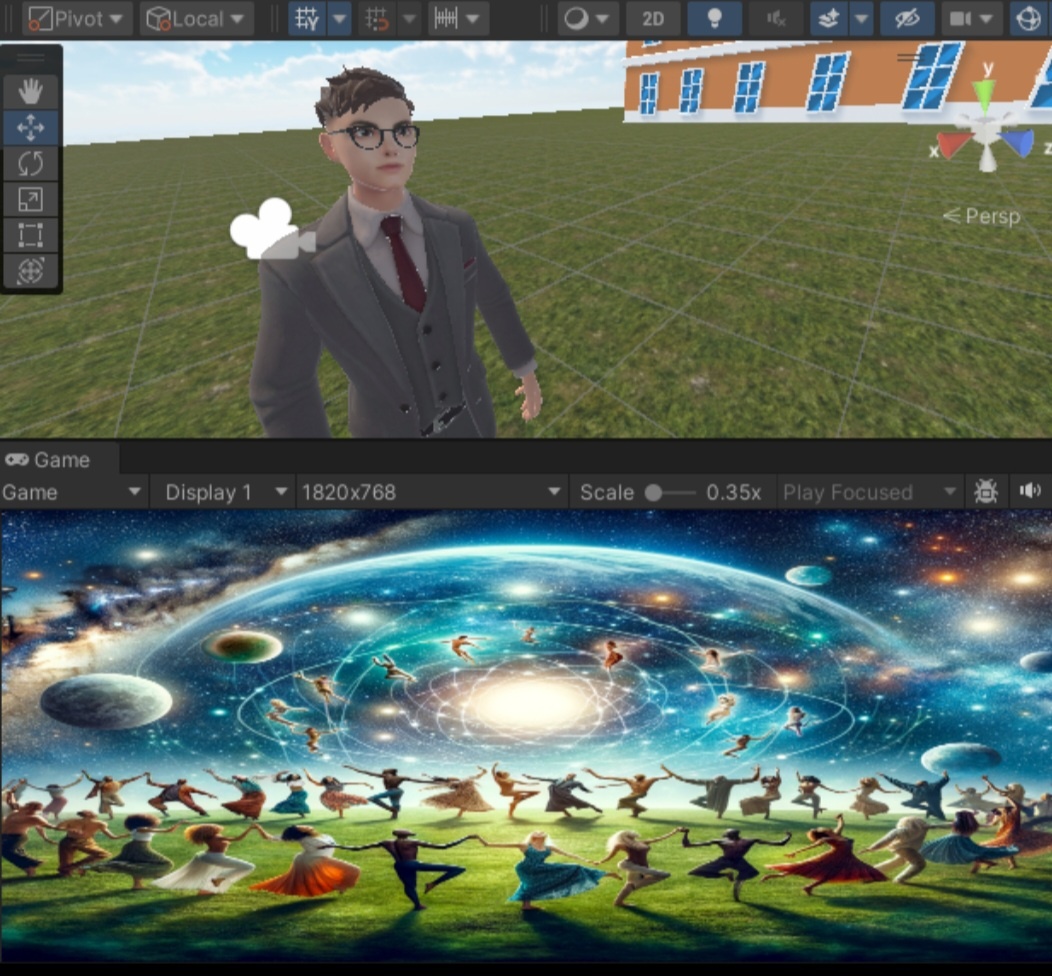 Pivot Local 2D
y
x z
Persp
Game
Game Display 1 1820x768 Scale 0.35x Play Focused